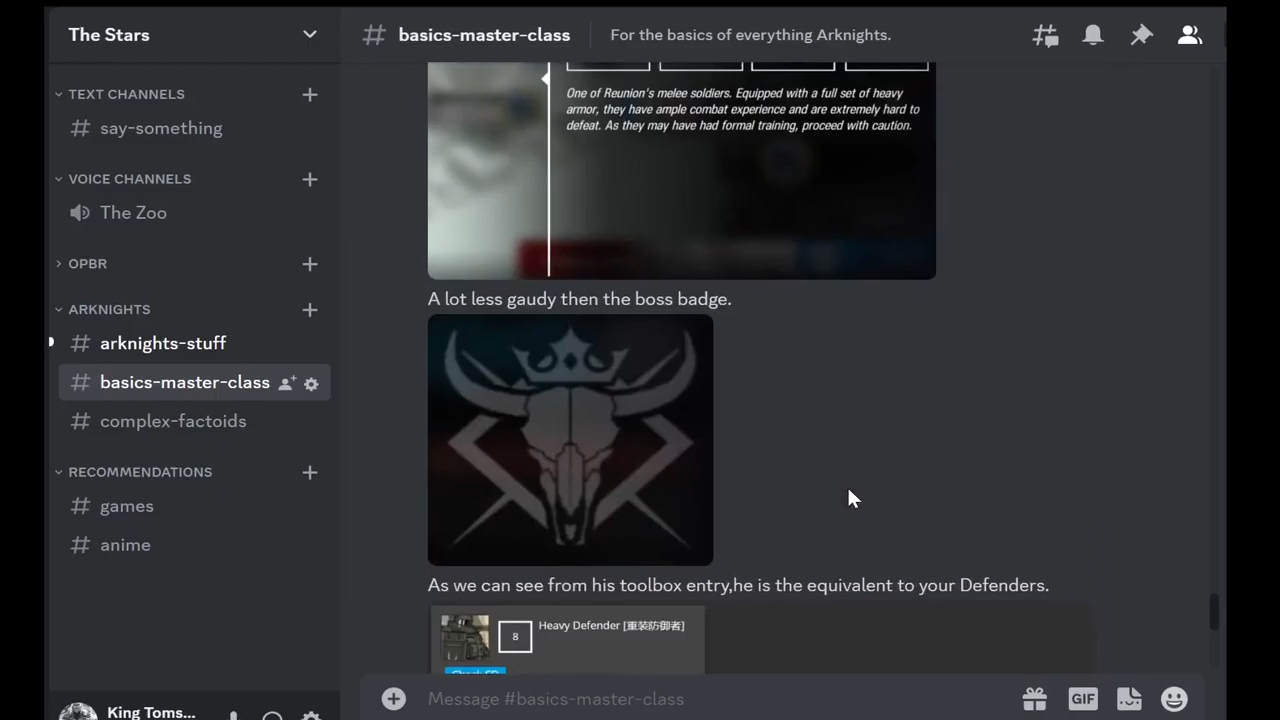 The Stars
# basics-master-class
For the basics of everything Arknights.
TEXT CHANNELS
# say-something
VOICE CHANNELS
The Zoo
OPBR
ARKNIGHTS
# arknights-stuff
# basics-master-class
# complex-factoids
RECOMMENDATIONS
# games
# anime
King Toms...
One of Reunion's melee soldiers. Equipped with a full set of heavy
armor, they have ample combat experience and are extremely hard to
defeat. As they may have had formal training, proceed with caution.
A lot less gaudy then the boss badge.
As we can see from his toolbox entry,he is the equivalent to your Defenders.
8
Heavy Defender [重装防御者]
Message #basics-master-class
GIF